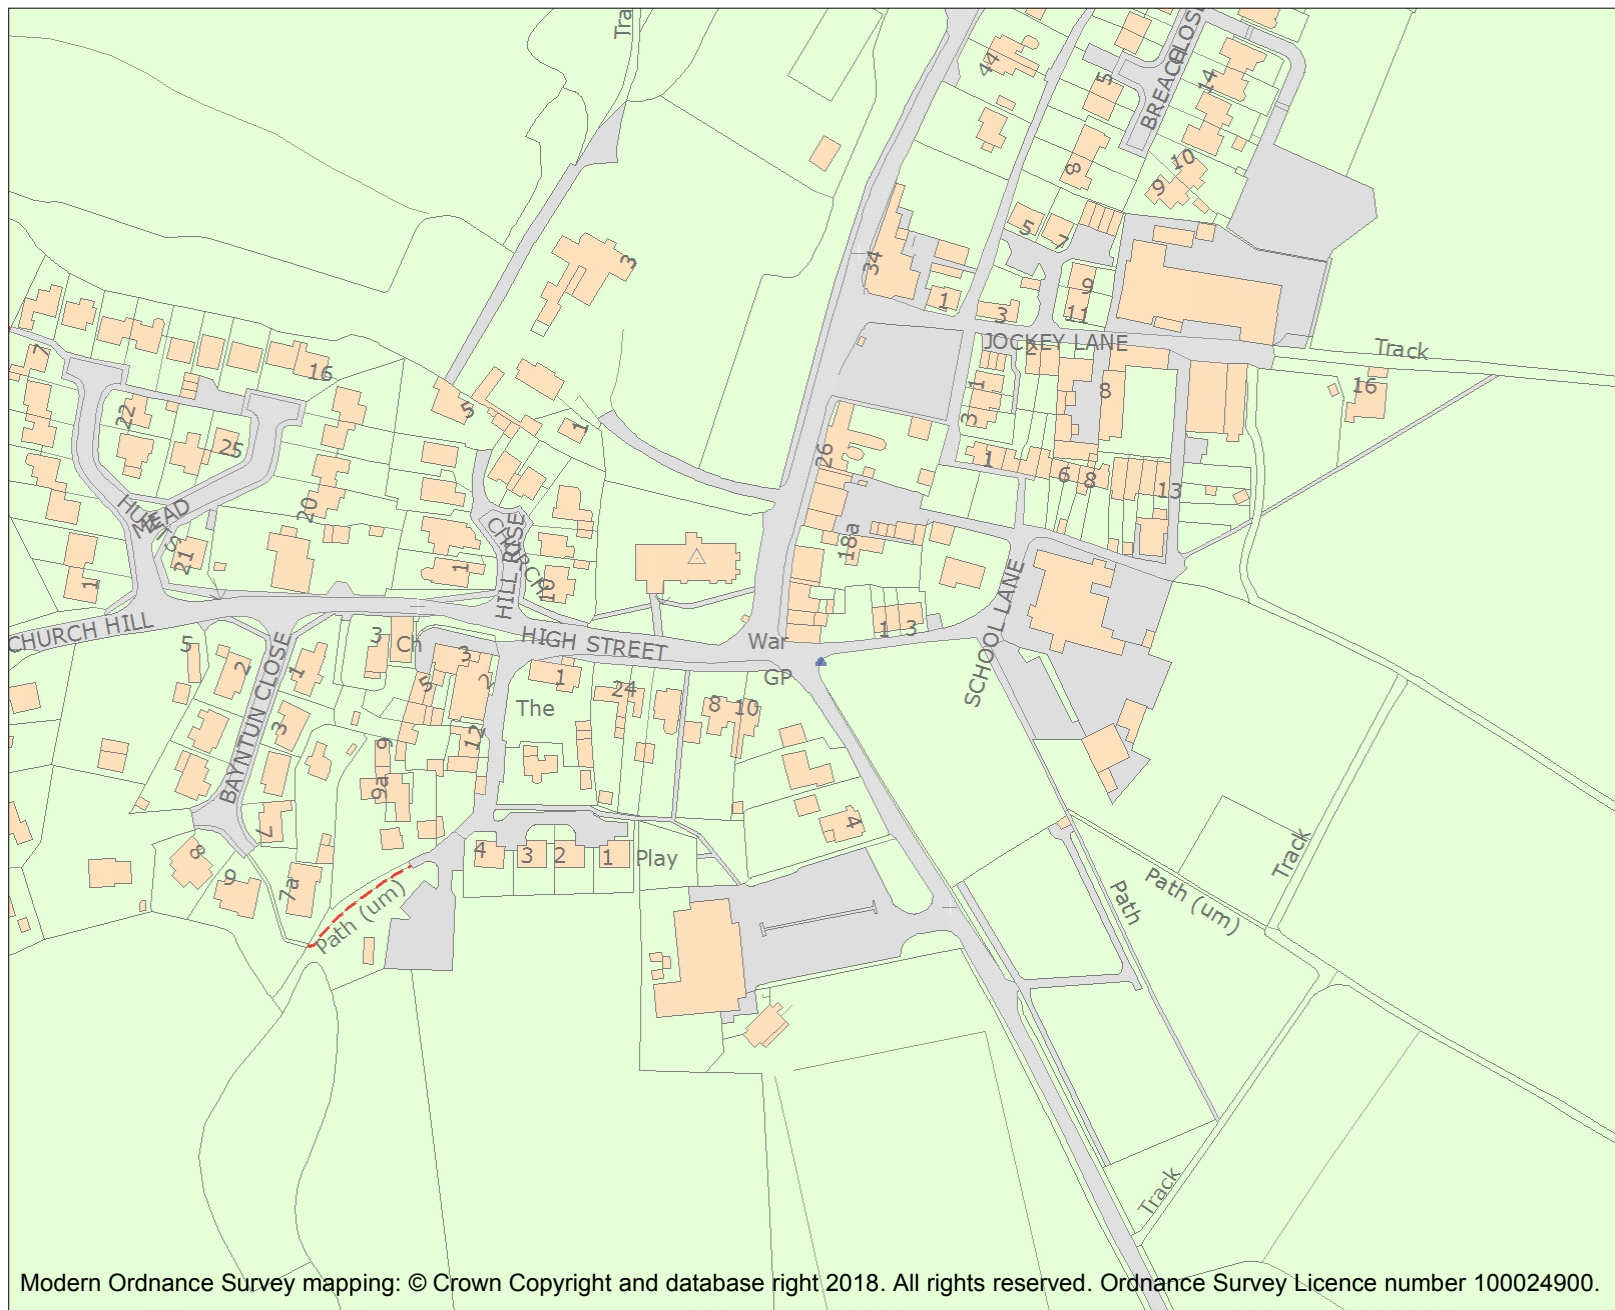 Tra
44
5
BREACH
CLOSE
14
8
10
9
5
7
34
3
1
9
3
11
JOCKEY LANE
2
Track
7
16
5
1
8
16
22
25
1
3
26
1
6
8
13
20
HUNTS
MEAD
21
CHURCH
HILL RISE
1
10
1
18a
SCHOOL LANE
CHURCH HILL
5
2
1
3
Ch
3
HIGH STREET
War
1
3
GP
5
2
1
24
The
8
10
BAYNTUN CLOSE
3
9
12
9a
7
8
9
7a
4
3
2
1
Play
4
Path (um)
Path
Path (um)
Track
Track
Modern Ordnance Survey mapping: © Crown Copyright and database right 2018. All rights reserved. Ordnance Survey Licence number 100024900.